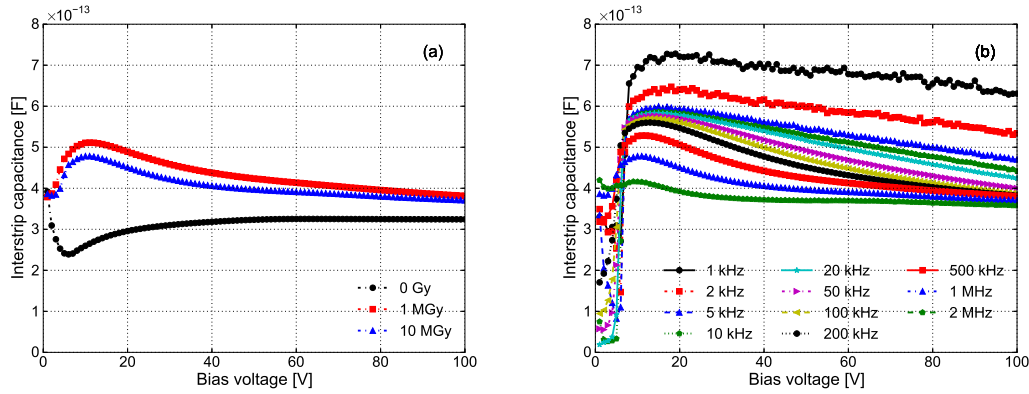 ×10⁻¹³
8
7
6
5
4
3
2
1
0
0 20 40 60 80 100
Interstrip capacitance [F]
Bias voltage [V]
(a)
0 Gy
1 MGy
10 MGy
×10⁻¹³
8
7
6
5
4
3
2
1
0
0 20 40 60 80 100
Interstrip capacitance [F]
Bias voltage [V]
(b)
1 kHz 20 kHz 500 kHz
2 kHz 50 kHz 1 MHz
5 kHz 100 kHz 2 MHz
10 kHz 200 kHz